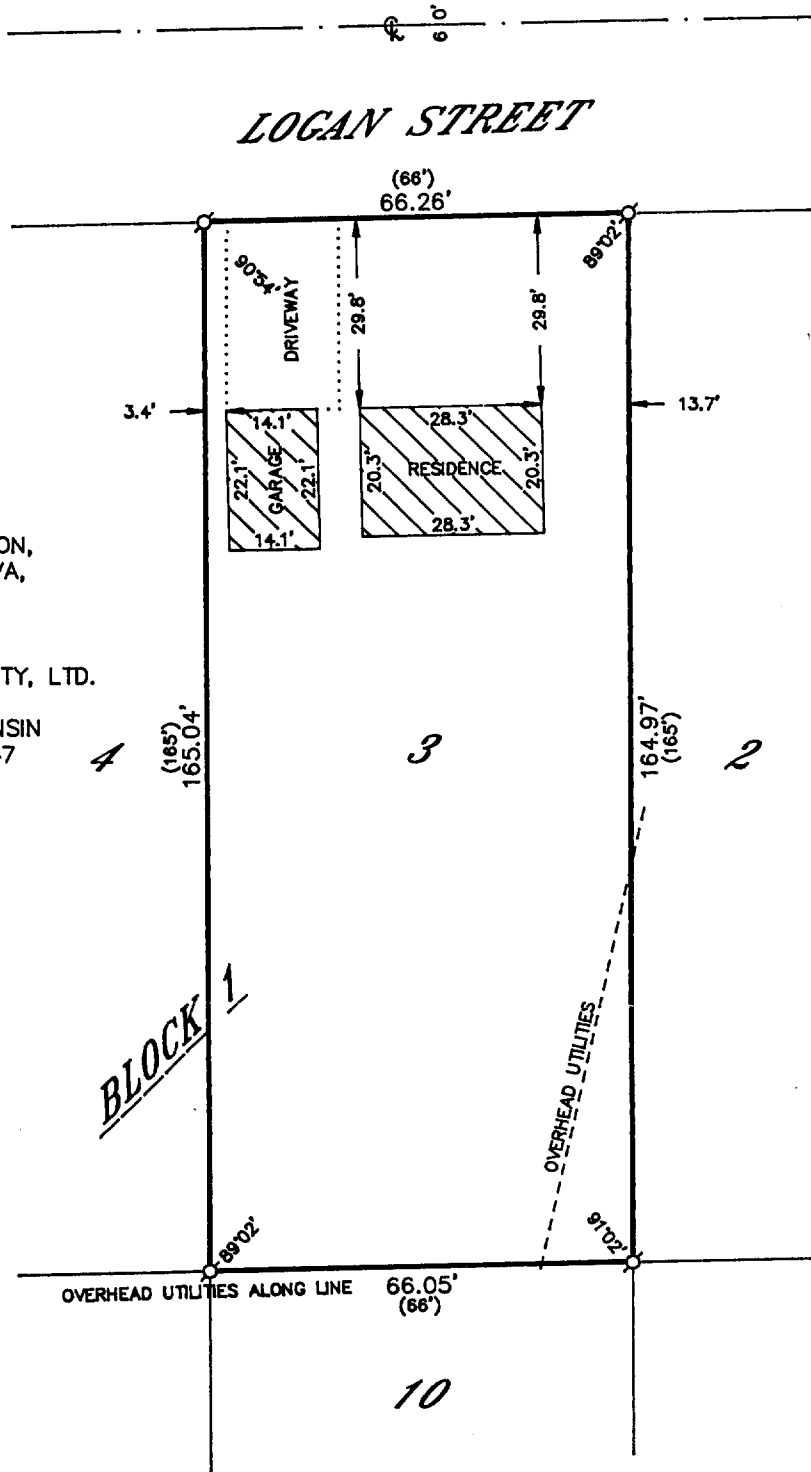 ℄
60'
LOGAN STREET
(66')
66.26'
90°54'
89°02'
DRIVEWAY
29.8'
29.8'
3.4'
13.7'
14.1'
28.3'
22.1'
GARAGE
22.1'
20.3'
RESIDENCE
20.3'
14.1'
28.3'
ON,
/A,
TY, LTD.
NSIN
7
4
(165')
165.04'
3
164.97'
(165')
2
BLOCK 1
OVERHEAD UTILITIES
89°02'
91°02'
OVERHEAD UTILITIES ALONG LINE
66.05'
(66')
10